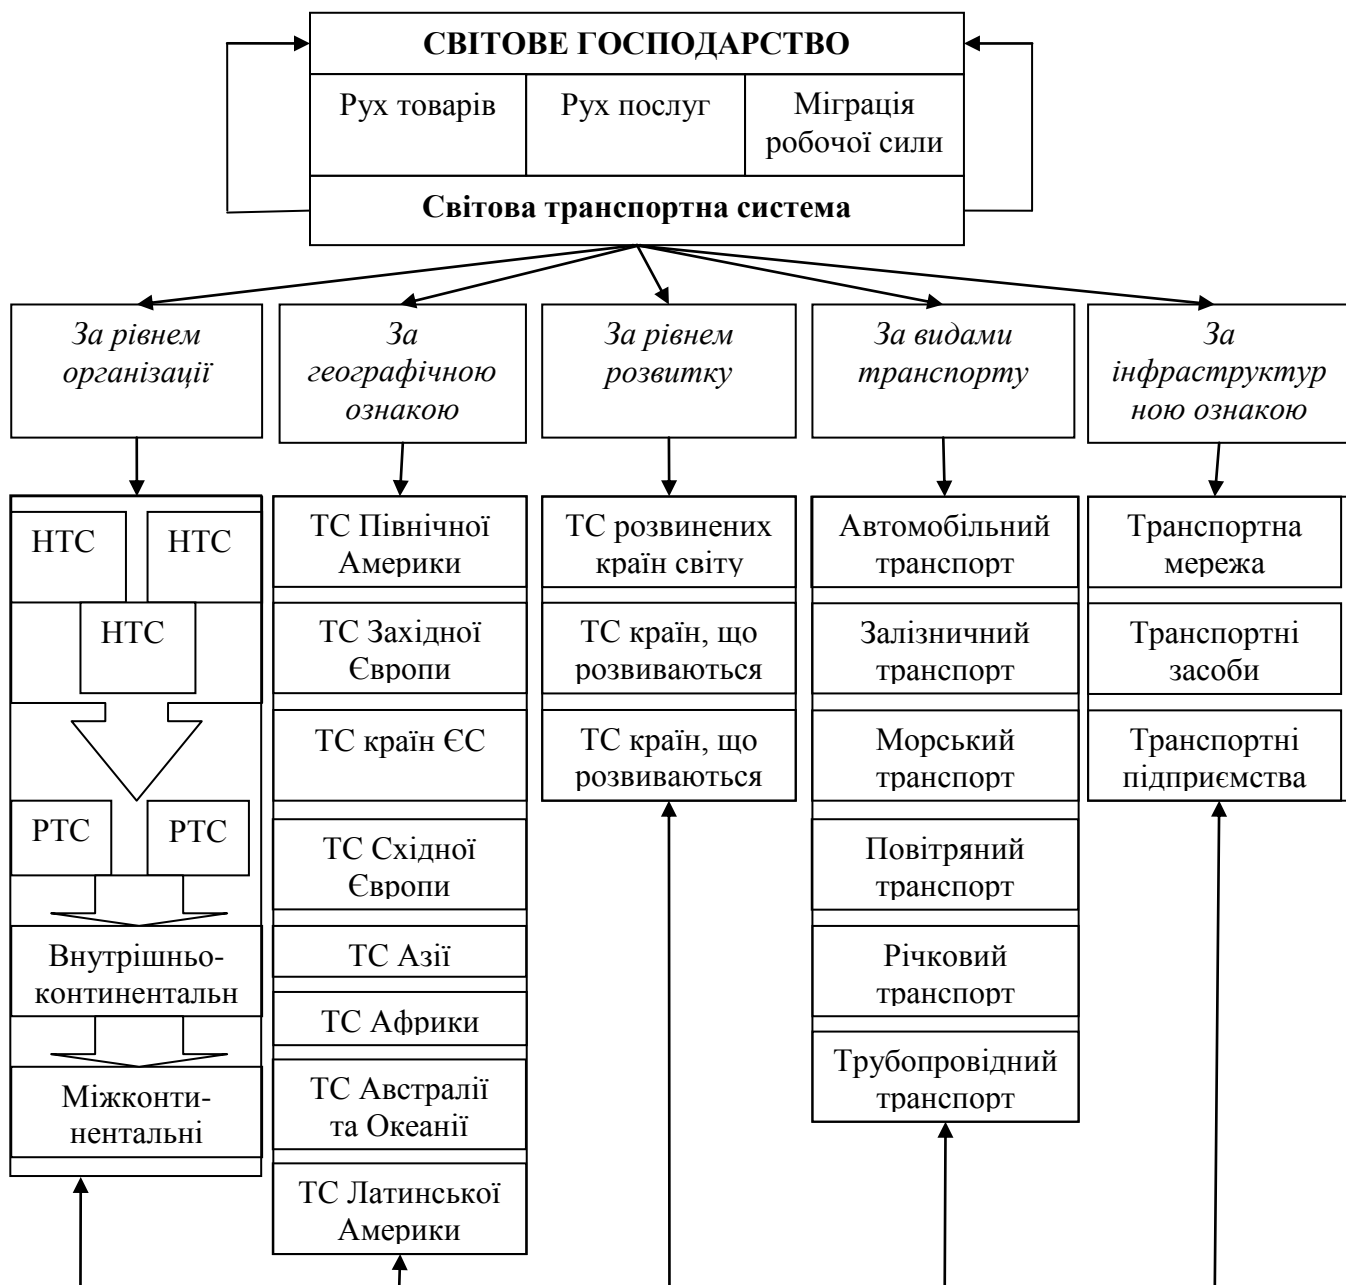 СВІТОВЕ ГОСПОДАРСТВО
Рух товарів
Рух послуг
Міграція
робочої сили
Світова транспортна система
За рівнем
організації
За
географічною
ознакою
За рівнем
розвитку
За видами
транспорту
За
інфраструктур
ною ознакою
НТС
НТС
НТС
РТС
РТС
Внутрішньо-
континентальн
Міжконти-
нентальні
ТС Північної
Америки
ТС Західної
Європи
ТС країн ЄС
ТС Східної
Європи
ТС Азії
ТС Африки
ТС Австралії
та Океанії
ТС Латинської
Америки
ТС розвинених
країн світу
ТС країн, що
розвиваються
ТС країн, що
розвиваються
Автомобільний
транспорт
Залізничний
транспорт
Морський
транспорт
Повітряний
транспорт
Річковий
транспорт
Трубопровідний
транспорт
Транспортна
мережа
Транспортні
засоби
Транспортні
підприємства